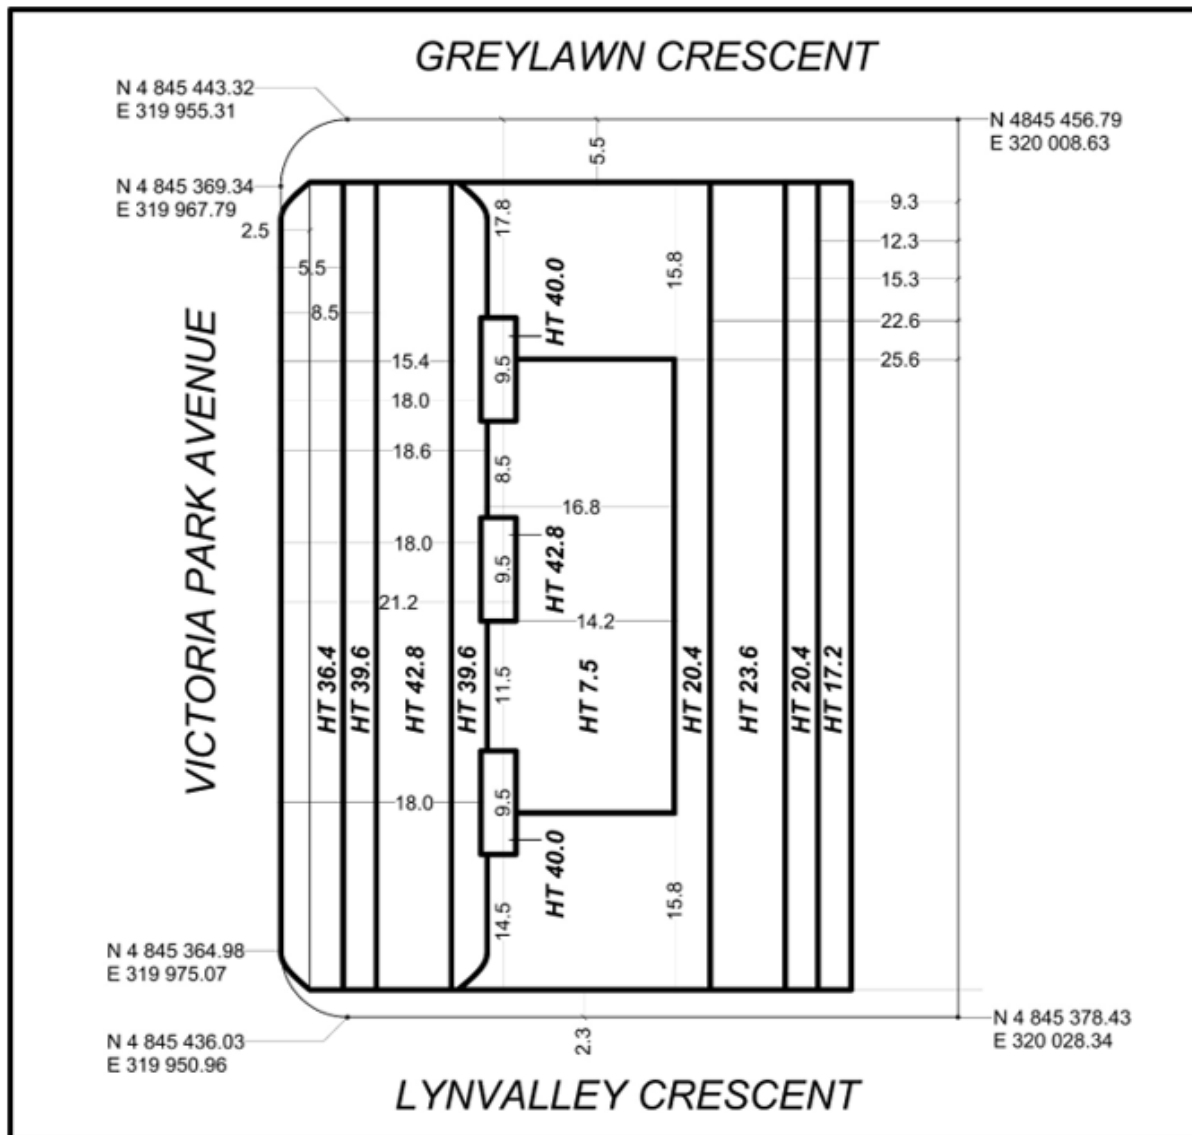 GREYLAWN CRESCENT
N 4 845 443.32
E 319 955.31
N 4845 456.79
E 320 008.63
5.5
N 4 845 369.34
E 319 967.79
9.3
17.8
2.5
12.3
15.8
5.5
HT 40.0
15.3
8.5
22.6
15.4
9.5
25.6
18.0
18.6
8.5
16.8
VICTORIA PARK AVENUE
18.0
9.5
HT 42.8
21.2
14.2
HT 36.4
HT 39.6
HT 42.8
HT 39.6
11.5
HT 7.5
HT 20.4
HT 23.6
HT 20.4
HT 17.2
18.0
9.5
HT 40.0
14.5
15.8
N 4 845 364.98
E 319 975.07
N 4 845 436.03
E 319 950.96
2.3
N 4 845 378.43
E 320 028.34
LYNVALLEY CRESCENT